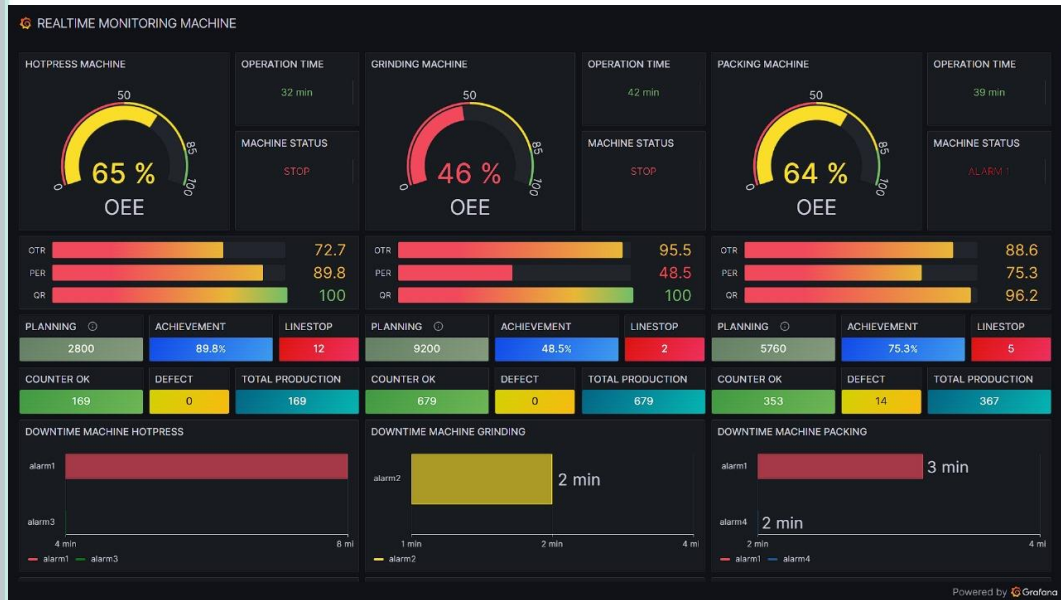 REALTIME MONITORING MACHINE
HOTPRESS MACHINE
0
50
85
100
65 %
OEE
OPERATION TIME
32 min
MACHINE STATUS
STOP
GRINDING MACHINE
0
50
85
100
46 %
OEE
OPERATION TIME
42 min
MACHINE STATUS
STOP
PACKING MACHINE
0
50
85
100
64 %
OEE
OPERATION TIME
39 min
MACHINE STATUS
ALARM 1
OTR 72.7
PER 89.8
QR 100
OTR 95.5
PER 48.5
QR 100
OTR 88.6
PER 75.3
QR 96.2
PLANNING ACHIEVEMENT LINESTOP
2800 89.8% 12
PLANNING ACHIEVEMENT LINESTOP
9200 48.5% 2
PLANNING ACHIEVEMENT LINESTOP
5760 75.3% 5
COUNTER OK DEFECT TOTAL PRODUCTION
169 0 169
COUNTER OK DEFECT TOTAL PRODUCTION
679 0 679
COUNTER OK DEFECT TOTAL PRODUCTION
353 14 367
DOWNTIME MACHINE HOTPRESS
alarm1
alarm3
4 min 8 mi
alarm1 alarm3
DOWNTIME MACHINE GRINDING
alarm2 2 min
1 min 2 min 4 mi
alarm2
DOWNTIME MACHINE PACKING
alarm1 3 min
alarm4 2 min
2 min 4 mi
alarm1 alarm4
Powered by Grafana